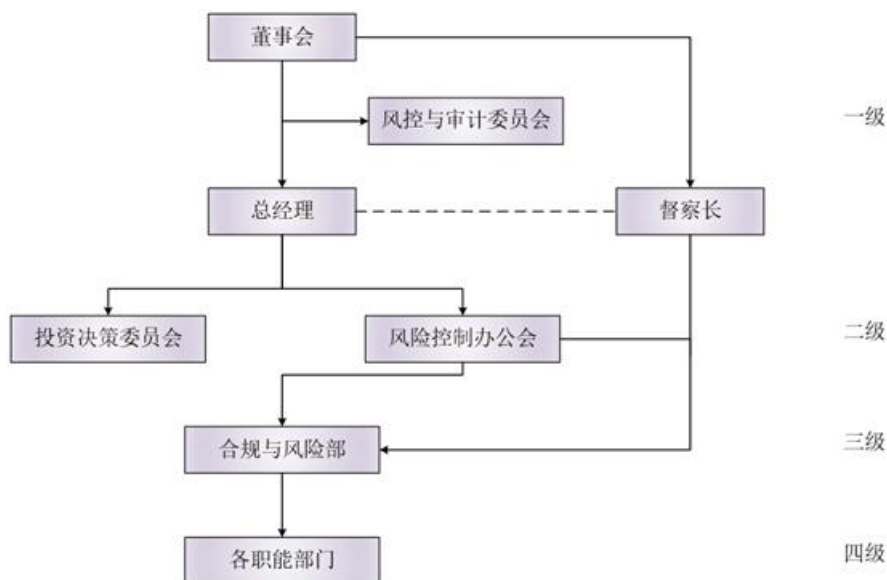 董事会
风控与审计委员会
一级
总经理
督察长
投资决策委员会
风险控制办公会
二级
合规与风险部
三级
各职能部门
四级